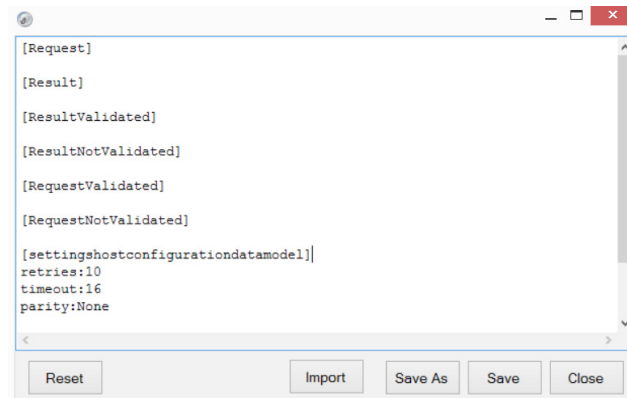 [Request]
[Result]
[ResultValidated]
[ResultNotValidated]
[RequestValidated]
[RequestNotValidated]
[settingshostconfigurationdatamodel]
retries:10
timeout:16
parity:None
Reset Import Save As Save Close